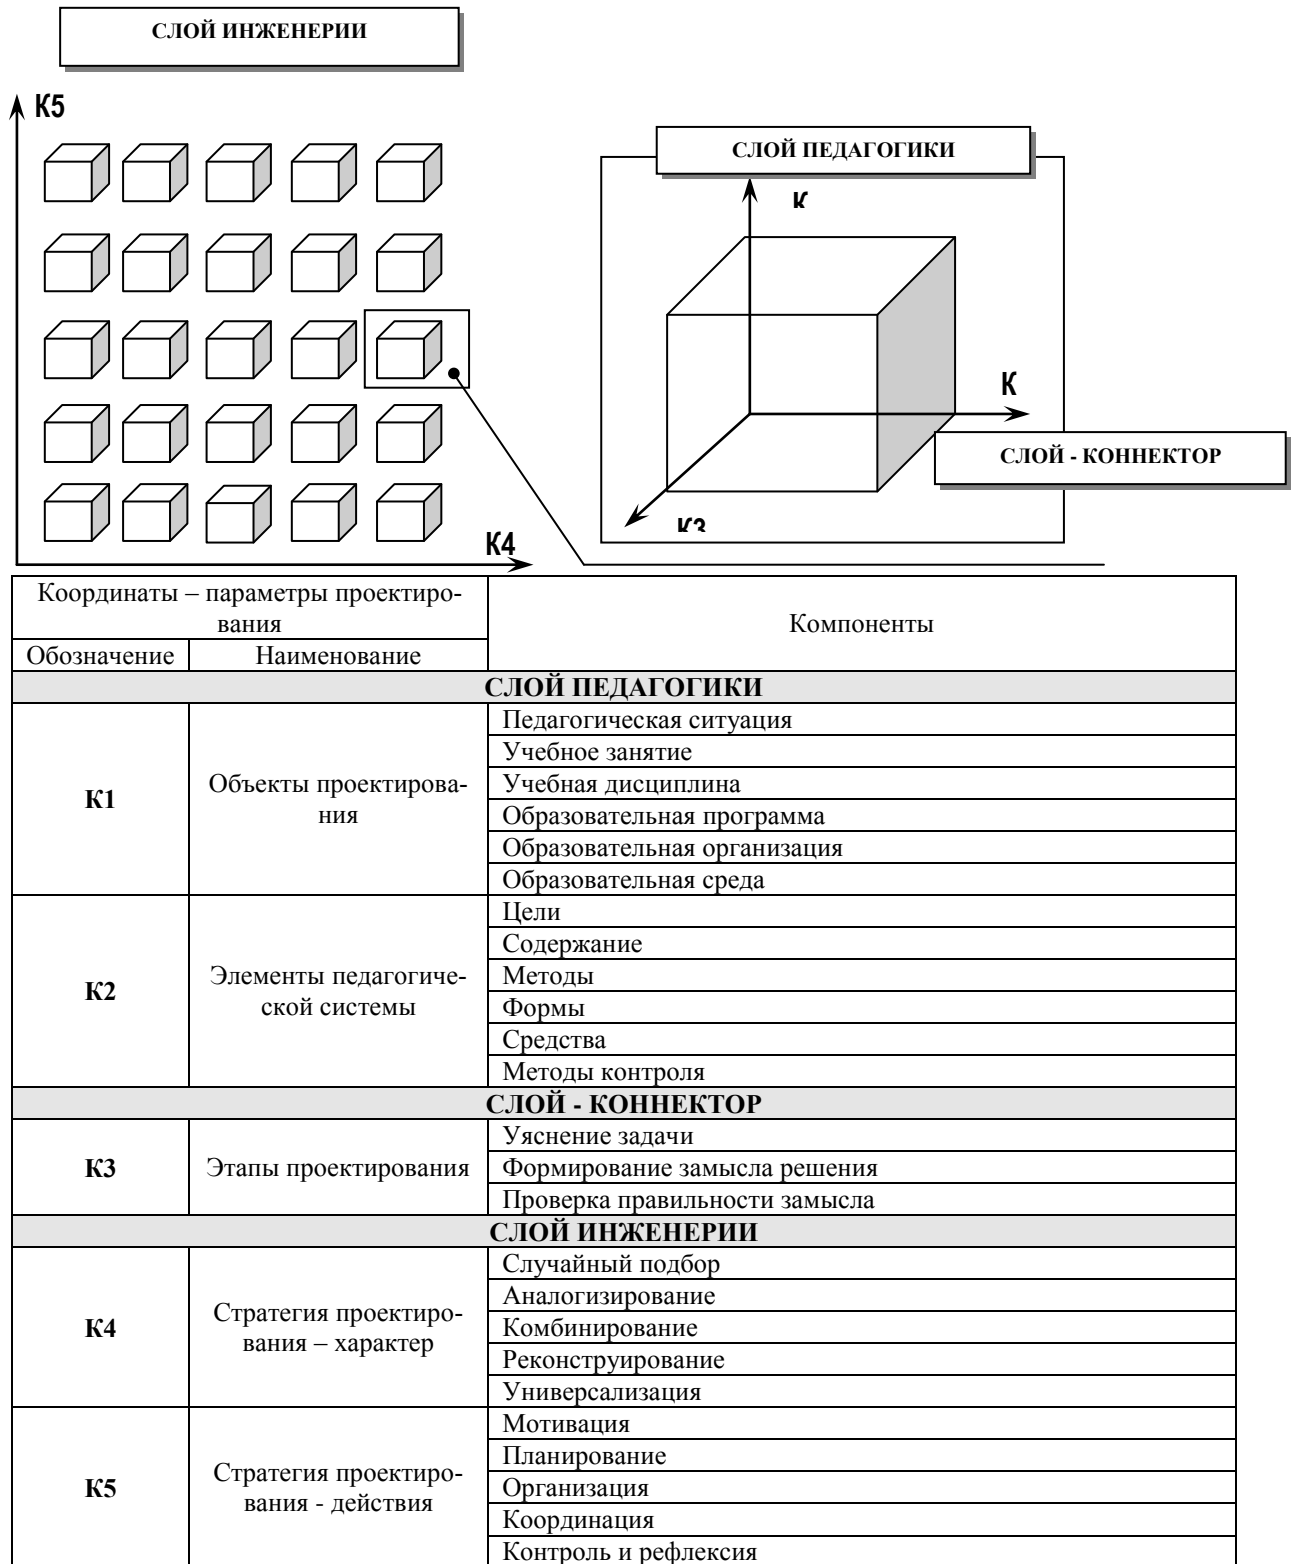 СЛОЙ ИНЖЕНЕРИИ
К5
СЛОЙ ПЕДАГОГИКИ
К
К
СЛОЙ - КОННЕКТОР
К3
К4
Координаты – параметры проектиро-
вания
Компоненты
Обозначение
Наименование
СЛОЙ ПЕДАГОГИКИ
К1
Объекты проектирова-
ния
Педагогическая ситуация
Учебное занятие
Учебная дисциплина
Образовательная программа
Образовательная организация
Образовательная среда
К2
Элементы педагогиче-
ской системы
Цели
Содержание
Методы
Формы
Средства
Методы контроля
СЛОЙ - КОННЕКТОР
К3
Этапы проектирования
Уяснение задачи
Формирование замысла решения
Проверка правильности замысла
СЛОЙ ИНЖЕНЕРИИ
К4
Стратегия проектиро-
вания – характер
Случайный подбор
Аналогизирование
Комбинирование
Реконструирование
Универсализация
К5
Стратегия проектиро-
вания - действия
Мотивация
Планирование
Организация
Координация
Контроль и рефлексия